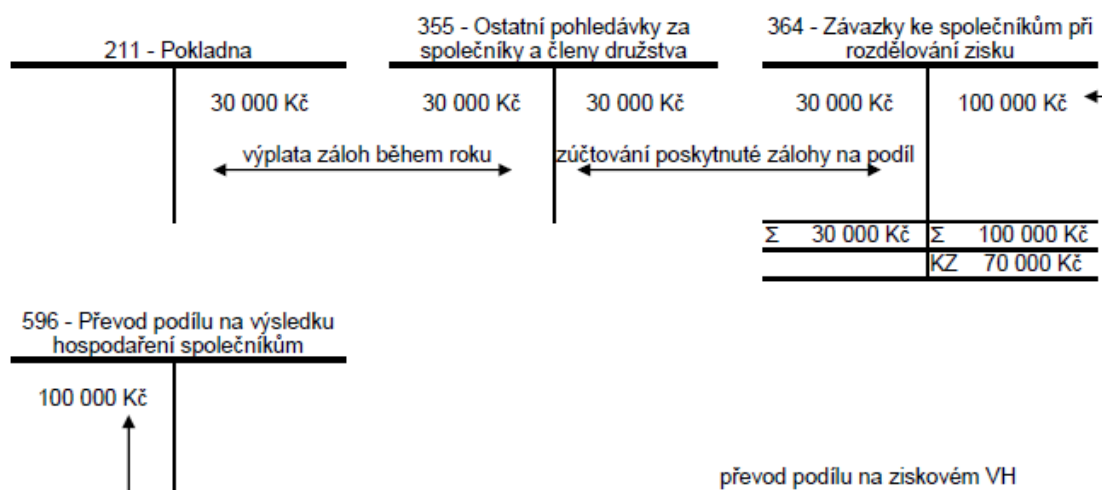 211 - Pokladna
355 - Ostatní pohledávky za
společníky a členy družstva
364 - Závazky ke společníkům při
rozdělování zisku
30 000 Kč
30 000 Kč
30 000 Kč
30 000 Kč
100 000 Kč
výplata záloh během roku
zúčtování poskytnuté zálohy na podíl
Σ 30 000 Kč
Σ 100 000 Kč
KZ 70 000 Kč
596 - Převod podílu na výsledku
hospodaření společníkům
100 000 Kč
převod podílu na ziskovém VH